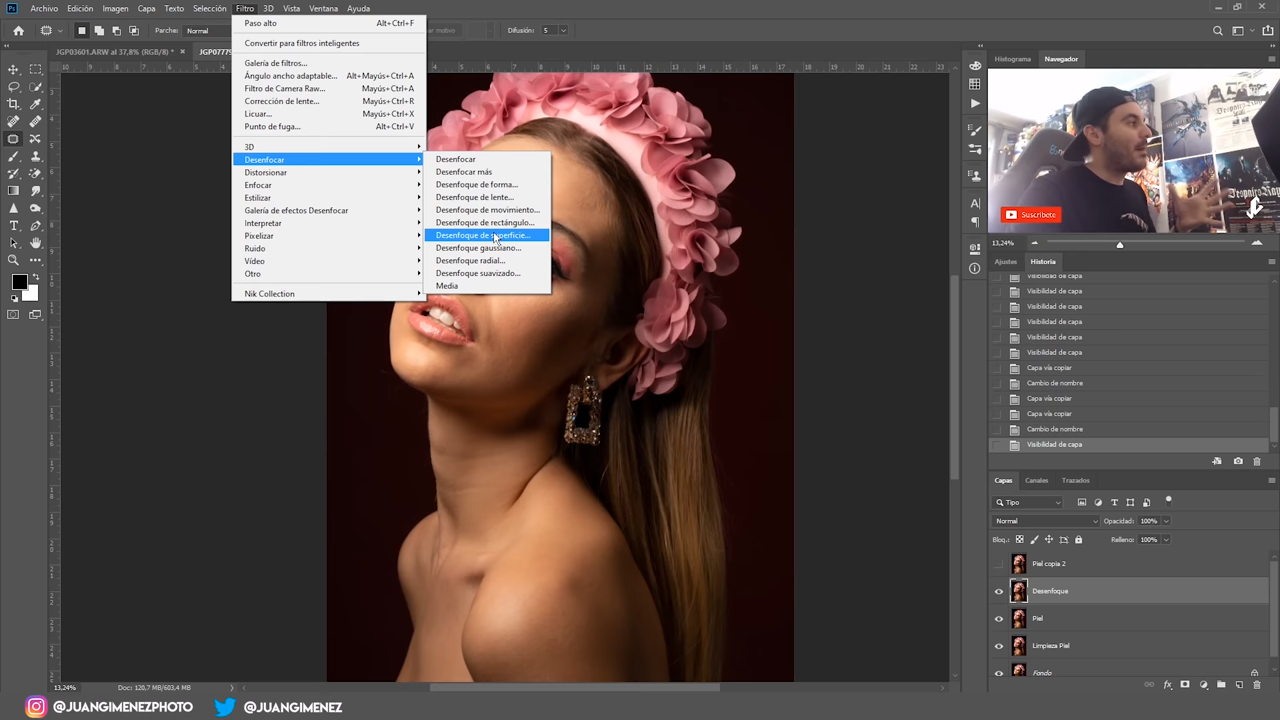 Archivo Edición Imagen Capa Texto Selección Filtro 3D Vista Ventana Ayuda
Parche: Normal
Difusión: 5
JGP03601.ARW al 37,8% (RGB/8) *
JGP0779
Paso alto Alt+Ctrl+F
Convertir para filtros inteligentes
Galería de filtros...
Ángulo ancho adaptable... Alt+Mayús+Ctrl+A
Filtro de Camera Raw... Mayús+Ctrl+A
Corrección de lente... Mayús+Ctrl+R
Licuar... Mayús+Ctrl+X
Punto de fuga... Alt+Ctrl+V
3D
Desenfocar
Distorsionar
Enfocar
Estilizar
Galería de efectos Desenfocar
Interpretar
Pixelizar
Ruido
Vídeo
Otro
Nik Collection
Desenfocar
Desenfocar más
Desenfoque de forma...
Desenfoque de lente...
Desenfoque de movimiento...
Desenfoque de rectángulo...
Desenfoque de superficie...
Desenfoque gaussiano...
Desenfoque radial...
Desenfoque suavizado...
Media
Histograma Navegador
Suscríbete
13,24%
Ajustes Historia
Visibilidad de capa
Visibilidad de capa
Visibilidad de capa
Visibilidad de capa
Visibilidad de capa
Visibilidad de capa
Capa vía copiar
Cambio de nombre
Capa vía copiar
Capa vía copiar
Cambio de nombre
Visibilidad de capa
Capas Canales Trazados
Tipo
Normal Opacidad: 100%
Bloq.: Relleno: 100%
Piel copia 2
Desenfoque
Piel
Limpieza Piel
Fondo
13,24% Doc: 120,7 MB/603,4 MB
@JUANGIMENEZPHOTO @JUANGIMENEZ